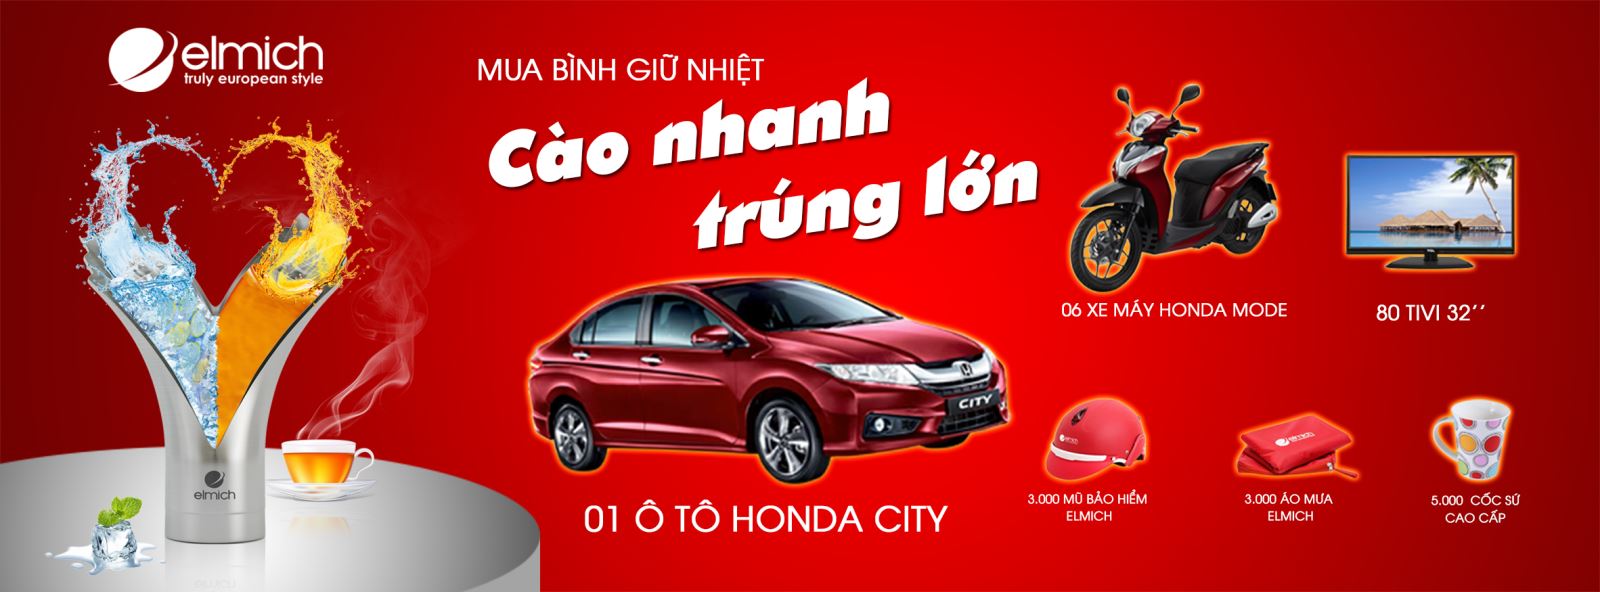 elmich
truly european style
MUA BÌNH GIỮ NHIỆT
Cào nhanh
trúng lớn
elmich
CITY
01 Ô TÔ HONDA CITY
06 XE MÁY HONDA MODE
80 TIVI 32’’
elmich
3.000 MŨ BẢO HIỂM
ELMICH
elmich
3.000 ÁO MƯA
ELMICH
5.000 CỐC SỨ
CAO CẤP